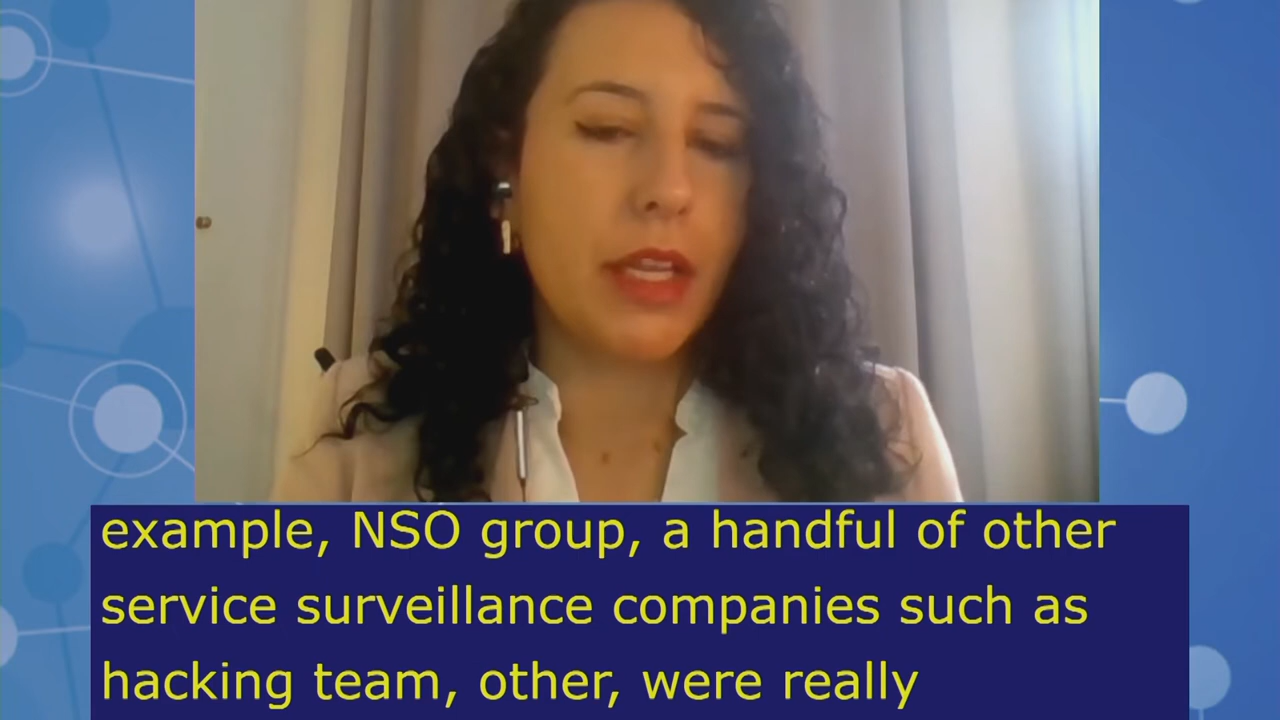 example, NSO group, a handful of other
service surveillance companies such as
hacking team, other, were really